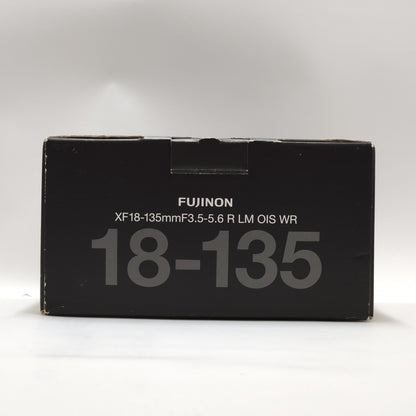 FUJINON
XF18-135mmF3.5-5.6 R LM OIS WR
18-135